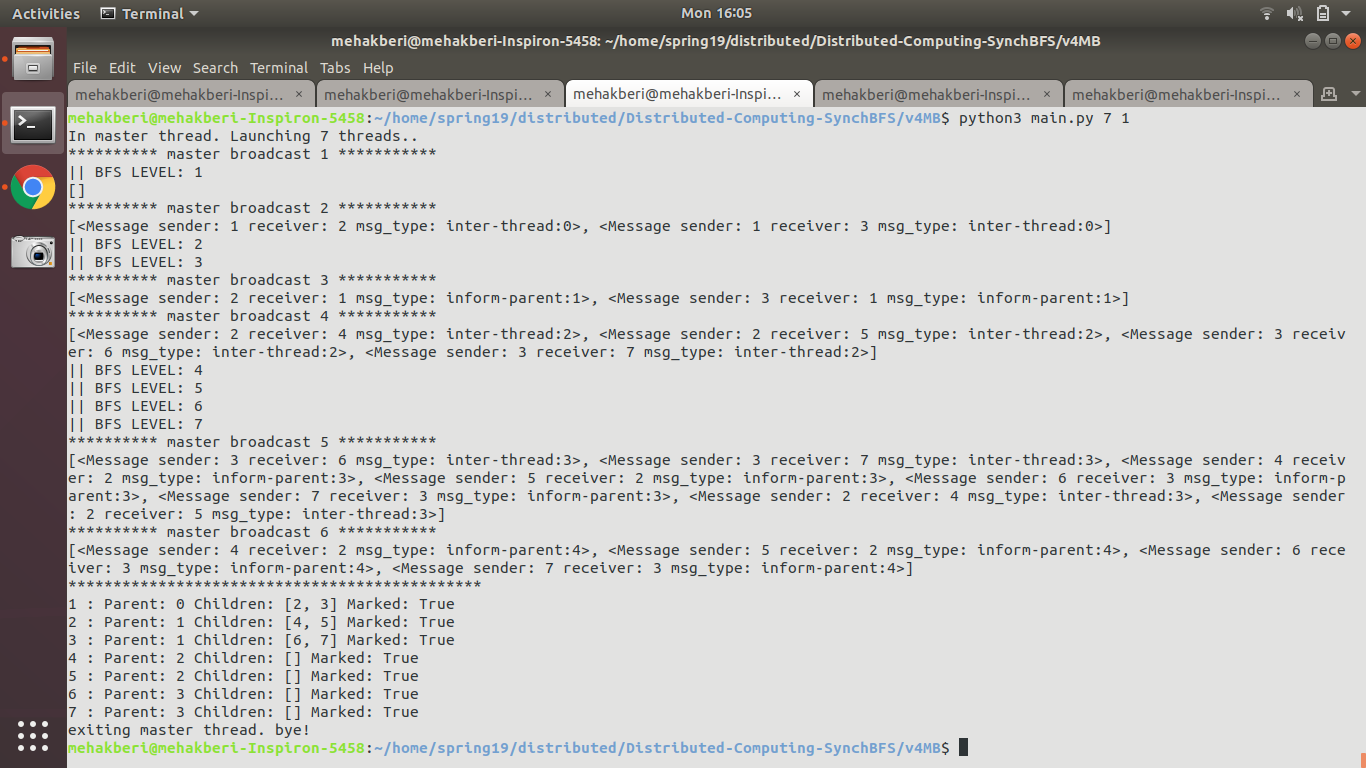 Activities Terminal Mon 16:05
mehakberi@mehakberi-Inspiron-5458: ~/home/spring19/distributed/Distributed-Computing-SynchBFS/v4MB
File Edit View Search Terminal Tabs Help
mehakberi@mehakberi-Inspi... × mehakberi@mehakberi-Inspi... × mehakberi@mehakberi-Inspi... × mehakberi@mehakberi-Inspi... × mehakberi@mehakberi-Inspi... ×
mehakberi@mehakberi-Inspiron-5458:~/home/spring19/distributed/Distributed-Computing-SynchBFS/v4MB$ python3 main.py 7 1
In master thread. Launching 7 threads..
********** master broadcast 1 ***********
|| BFS LEVEL: 1
[]
********** master broadcast 2 ***********
[<Message sender: 1 receiver: 2 msg_type: inter-thread:0>, <Message sender: 1 receiver: 3 msg_type: inter-thread:0>]
|| BFS LEVEL: 2
|| BFS LEVEL: 3
********** master broadcast 3 ***********
[<Message sender: 2 receiver: 1 msg_type: inform-parent:1>, <Message sender: 3 receiver: 1 msg_type: inform-parent:1>]
********** master broadcast 4 ***********
[<Message sender: 2 receiver: 4 msg_type: inter-thread:2>, <Message sender: 2 receiver: 5 msg_type: inter-thread:2>, <Message sender: 3 receiv
er: 6 msg_type: inter-thread:2>, <Message sender: 3 receiver: 7 msg_type: inter-thread:2>]
|| BFS LEVEL: 4
|| BFS LEVEL: 5
|| BFS LEVEL: 6
|| BFS LEVEL: 7
********** master broadcast 5 ***********
[<Message sender: 3 receiver: 6 msg_type: inter-thread:3>, <Message sender: 3 receiver: 7 msg_type: inter-thread:3>, <Message sender: 4 receiv
er: 2 msg_type: inform-parent:3>, <Message sender: 5 receiver: 2 msg_type: inform-parent:3>, <Message sender: 6 receiver: 3 msg_type: inform-p
arent:3>, <Message sender: 7 receiver: 3 msg_type: inform-parent:3>, <Message sender: 2 receiver: 4 msg_type: inter-thread:3>, <Message sender
: 2 receiver: 5 msg_type: inter-thread:3>]
********** master broadcast 6 ***********
[<Message sender: 4 receiver: 2 msg_type: inform-parent:4>, <Message sender: 5 receiver: 2 msg_type: inform-parent:4>, <Message sender: 6 rece
iver: 3 msg_type: inform-parent:4>, <Message sender: 7 receiver: 3 msg_type: inform-parent:4>]
**********************************************
1 : Parent: 0 Children: [2, 3] Marked: True
2 : Parent: 1 Children: [4, 5] Marked: True
3 : Parent: 1 Children: [6, 7] Marked: True
4 : Parent: 2 Children: [] Marked: True
5 : Parent: 2 Children: [] Marked: True
6 : Parent: 3 Children: [] Marked: True
7 : Parent: 3 Children: [] Marked: True
exiting master thread. bye!
mehakberi@mehakberi-Inspiron-5458:~/home/spring19/distributed/Distributed-Computing-SynchBFS/v4MB$